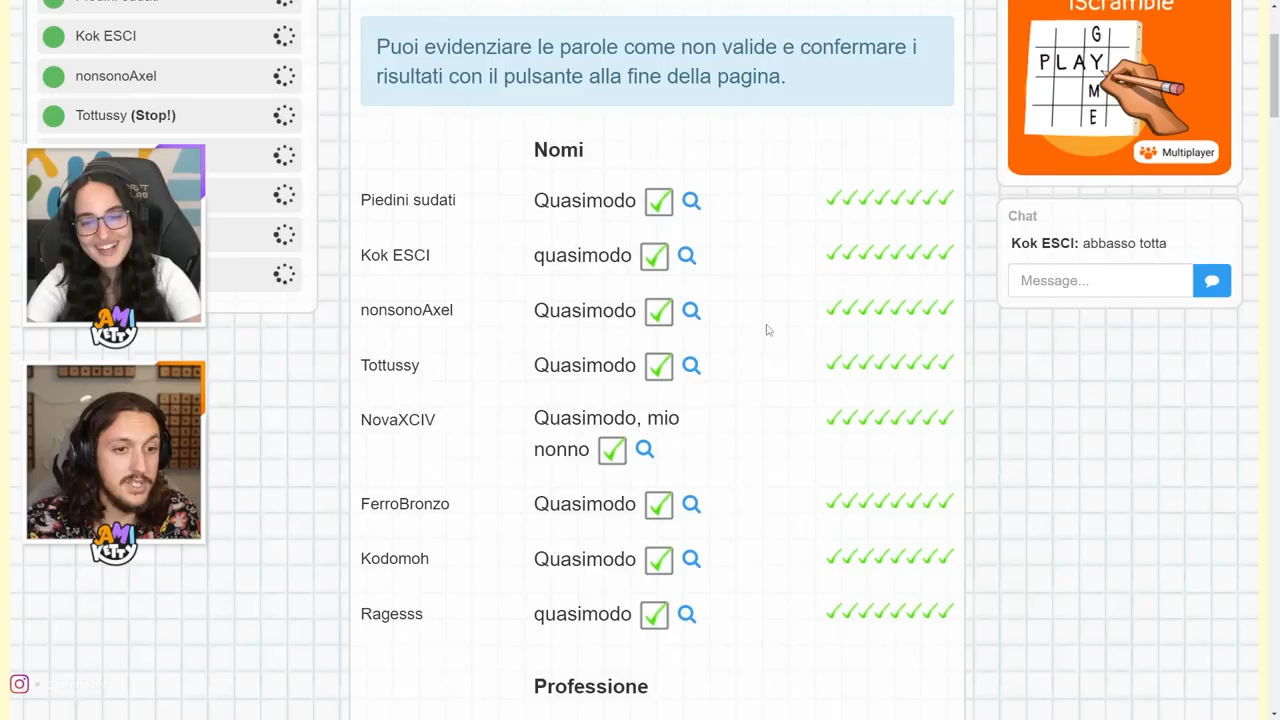 Kok ESCI
nonsonoAxel
Tottussy (Stop!)
AMI
KETTY
AMI
KETTY
Puoi evidenziare le parole come non valide e confermare i
risultati con il pulsante alla fine della pagina.
Nomi
Piedini sudati Quasimodo
Kok ESCI quasimodo
nonsonoAxel Quasimodo
Tottussy Quasimodo
NovaXCIV Quasimodo, mio
nonno
FerroBronzo Quasimodo
Kodomoh Quasimodo
Ragesss quasimodo
Professione
G
PLAY
M
E
Multiplayer
Chat
Kok ESCI: abbasso totta
Message...